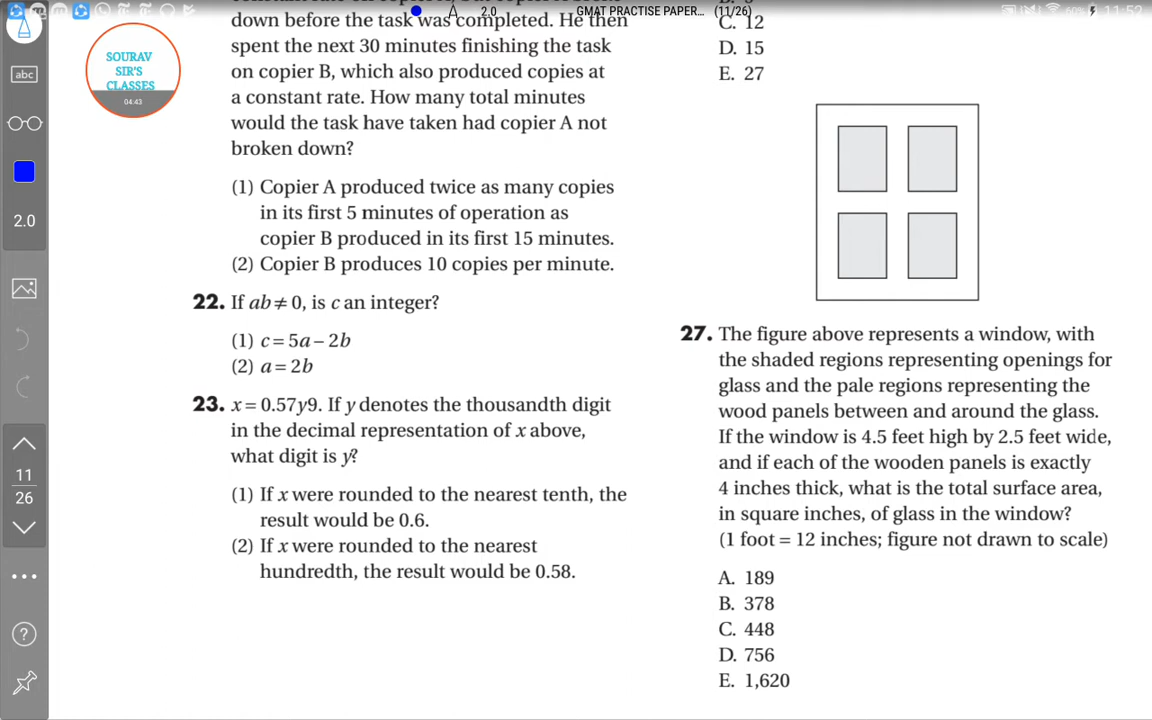 2.0
GMAT PRACTISE PAPER... (11/26)
60%
11:52
SOURAV
SIR'S
CLASSES
04:43
abc
2.0
11
26
?
down before the task was completed. He then
spent the next 30 minutes finishing the task
on copier B, which also produced copies at
a constant rate. How many total minutes
would the task have taken had copier A not
broken down?
(1) Copier A produced twice as many copies
in its first 5 minutes of operation as
copier B produced in its first 15 minutes.
(2) Copier B produces 10 copies per minute.
22. If ab ≠ 0, is c an integer?
(1) c = 5a – 2b
(2) a = 2b
23. x = 0.57y9. If y denotes the thousandth digit
in the decimal representation of x above,
what digit is y?
(1) If x were rounded to the nearest tenth, the
result would be 0.6.
(2) If x were rounded to the nearest
hundredth, the result would be 0.58.
C. 12
D. 15
E. 27
27. The figure above represents a window, with
the shaded regions representing openings for
glass and the pale regions representing the
wood panels between and around the glass.
If the window is 4.5 feet high by 2.5 feet wide,
and if each of the wooden panels is exactly
4 inches thick, what is the total surface area,
in square inches, of glass in the window?
(1 foot = 12 inches; figure not drawn to scale)
A. 189
B. 378
C. 448
D. 756
E. 1,620